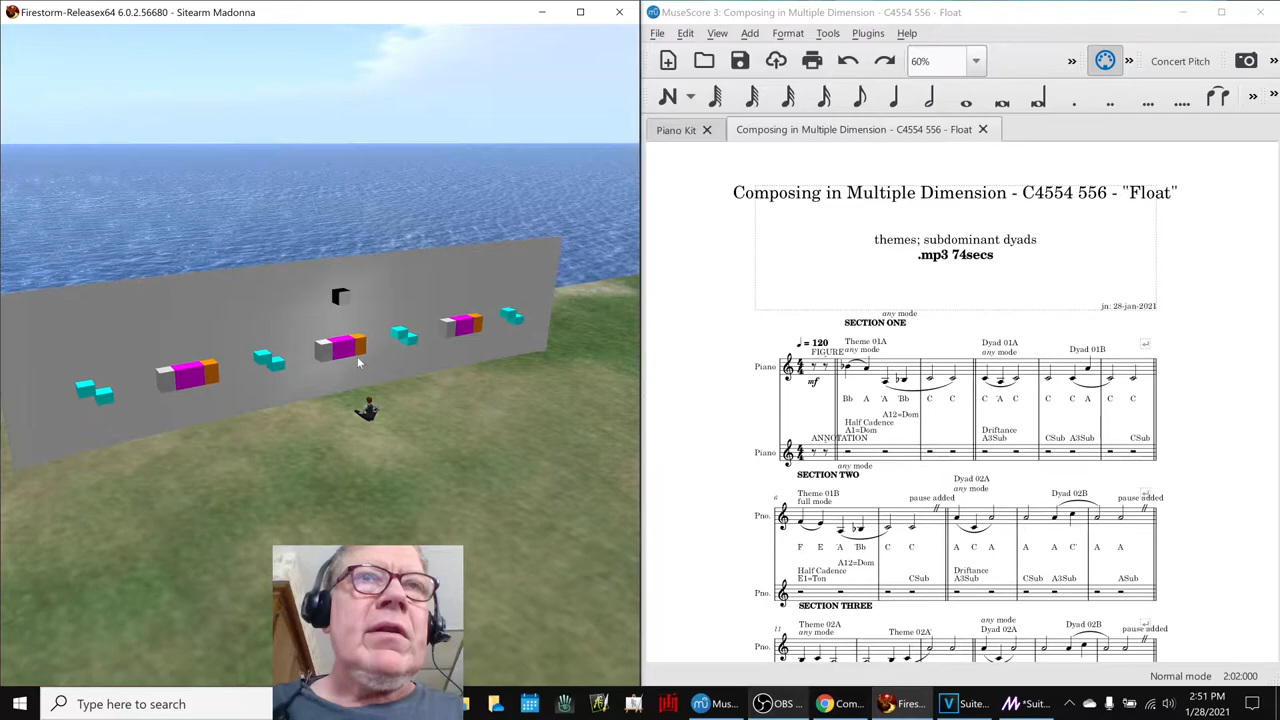 Firestorm-Releasex64 6.0.2.56680 - Sitearm Madonna
MuseScore 3: Composing in Multiple Dimension - C4554 556 - Float
File Edit View Add Format Tools Plugins Help
60%
Concert Pitch
Piano Kit
Composing in Multiple Dimension - C4554 556 - Float
Composing in Multiple Dimension - C4554 556 - "Float"
themes; subdominant dyads
.mp3 74secs
jn: 28-jan-2021
any mode
SECTION ONE
= 120
Theme 01A
Dyad 01A
FIGURE
any mode
any mode
Dyad 01B
Piano
mf
Bb A A Bb C C C A C C A C C
A12=Dom
Half Cadence
A1=Dom
Driftance
ANNOTATION
A3Sub CSub A3Sub CSub
Piano
any mode
SECTION TWO
Dyad 02A
Theme 01B
any mode
Dyad 02B
full mode
pause added
pause added
6
Pno.
F E A Bb C C A C A A A C A A
A12=Dom
Half Cadence
Driftance
E1=Ton CSub A3Sub CSub A3Sub ASub
Pno.
SECTION THREE
any mode
Theme 02A
Dyad 02B
11
any mode
Theme 02A
Dyad 02A
pause added
Pno.
Normal mode 2:02:000
Type here to search
Mus...
OBS ...
Com...
Fires...
Suite...
*Suit...
2:51 PM
1/28/2021